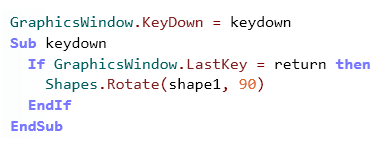 GraphicsWindow.KeyDown = keydown
Sub keydown
If GraphicsWindow.LastKey = return then
Shapes.Rotate(shape1, 90)
EndIf
EndSub